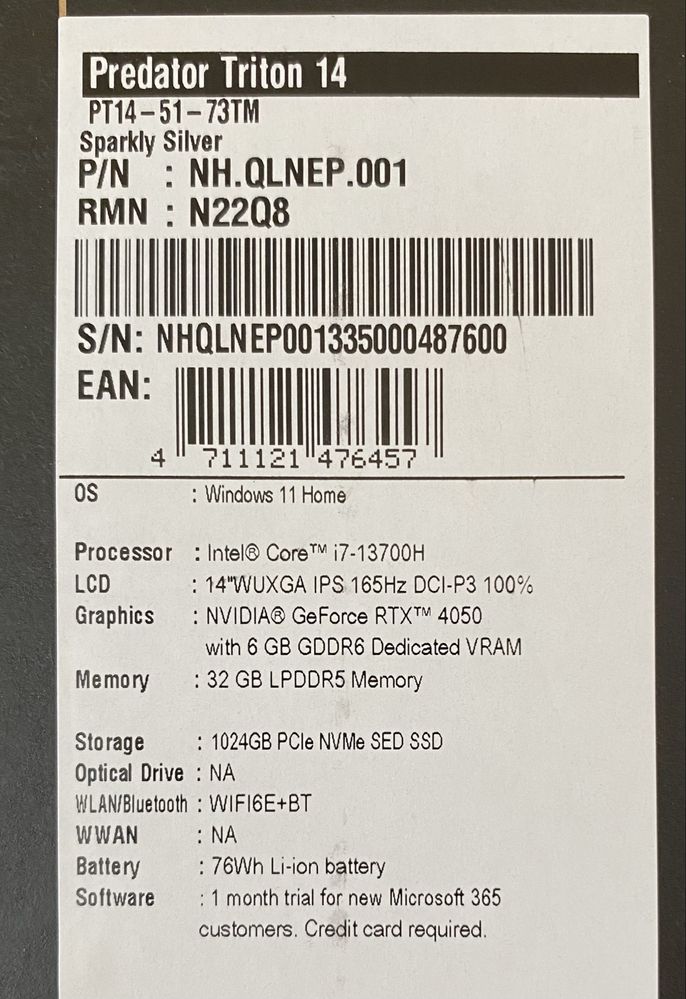 Predator Triton 14
PT14-51-73TM
Sparkly Silver
P/N : NH.QLNEP.001
RMN : N22Q8
S/N: NHQLNEP001335000487600
EAN:
4 711121 476457
OS : Windows 11 Home
Processor : Intel® Core™ i7-13700H
LCD : 14"WUXGA IPS 165Hz DCI-P3 100%
Graphics : NVIDIA® GeForce RTX™ 4050
with 6 GB GDDR6 Dedicated VRAM
Memory : 32 GB LPDDR5 Memory
Storage : 1024GB PCIe NVMe SED SSD
Optical Drive : NA
WLAN/Bluetooth : WIFI6E+BT
WWAN : NA
Battery : 76Wh Li-ion battery
Software : 1 month trial for new Microsoft 365
customers. Credit card required.